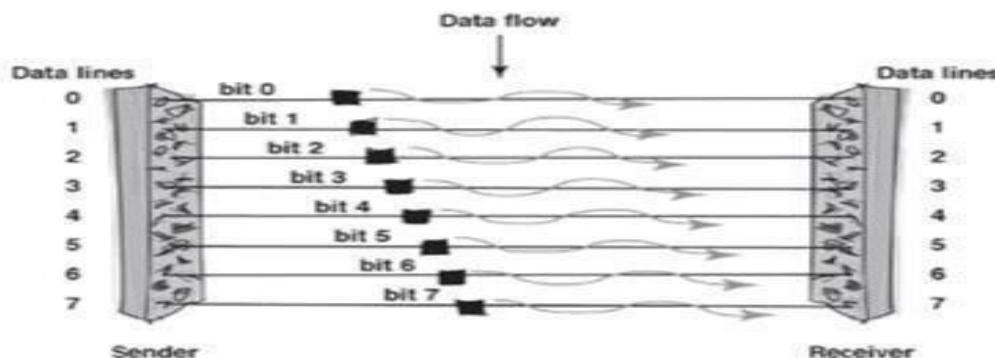 Data flow
Data lines Data lines
0 bit 0 0
1 bit 1 1
2 bit 2 2
3 bit 3 3
4 bit 4 4
5 bit 5 5
6 bit 6 6
7 bit 7 7
Sender Receiver